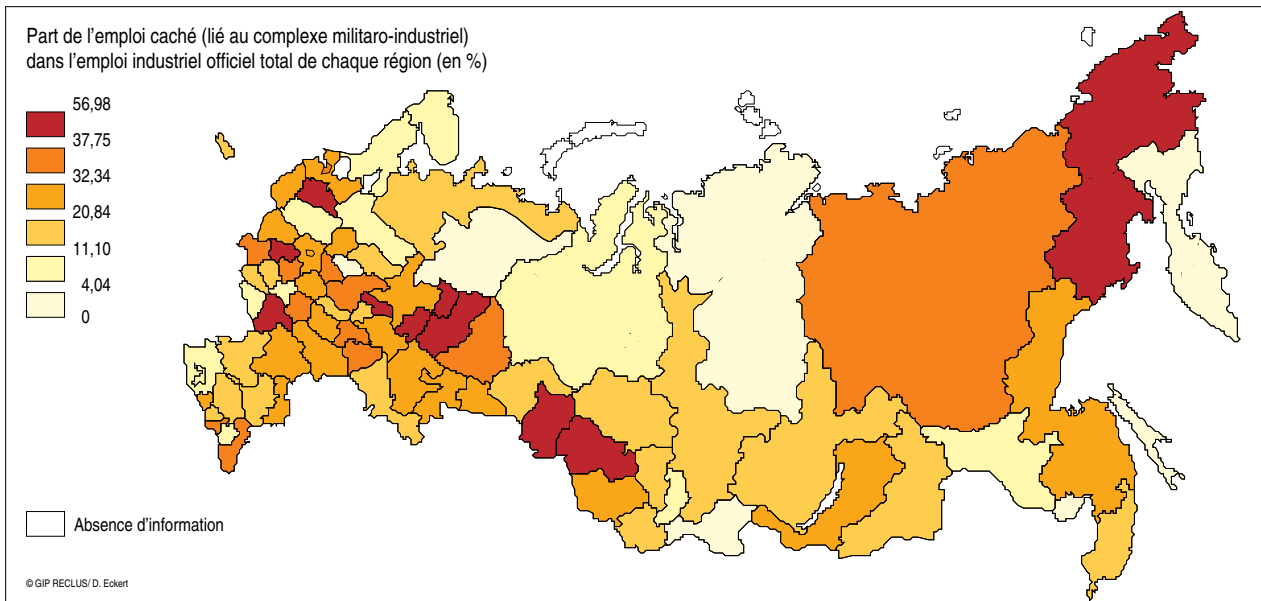 Part de l'emploi caché (lié au complexe militaro-industriel)
dans l'emploi industriel officiel total de chaque région (en %)
56,98
37,75
32,34
20,84
11,10
4,04
0
Absence d'information
© GIP RECLUS/ D. Eckert